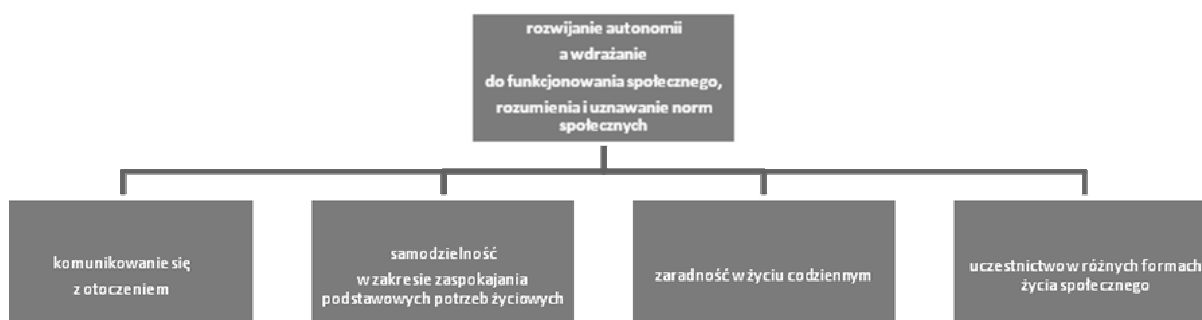 rozwijanie autonomii
a wdrażanie
do funkcjonowania społecznego,
rozumienia i uznawanie norm
społecznych
komunikowanie się
z otoczeniem
samodzielność
w zakresie zaspokajania
podstawowych potrzeb życiowych
zaradność w życiu codziennym
uczestnictwo w różnych formach
życia społecznego